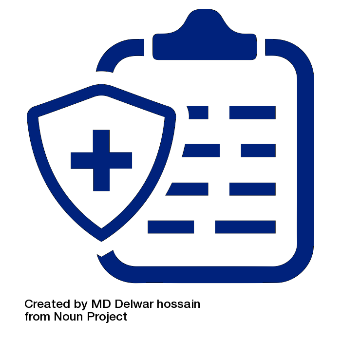 Created by MD Delwar hossain
from Noun Project